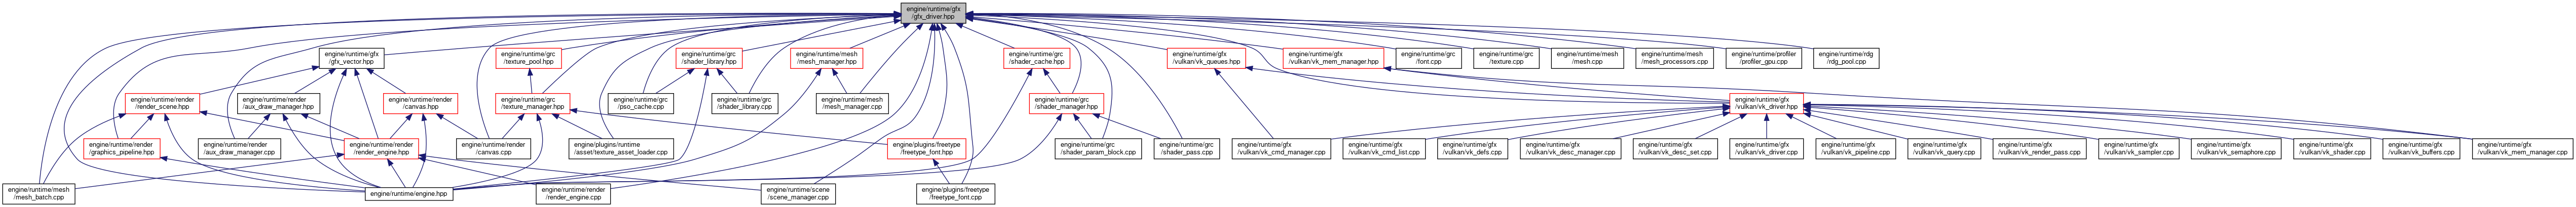 engine/runtime/gfx
/gfx_driver.hpp
engine/runtime/gfx
/gfx_vector.hpp
engine/runtime/grc
/texture_pool.hpp
engine/runtime/grc
/shader_library.hpp
engine/runtime/mesh
/mesh_manager.hpp
engine/runtime/grc
/shader_cache.hpp
engine/runtime/gfx
/vulkan/vk_queues.hpp
engine/runtime/gfx
/vulkan/vk_mem_manager.hpp
engine/runtime/grc
/font.cpp
engine/runtime/grc
/texture.cpp
engine/runtime/mesh
/mesh.cpp
engine/runtime/mesh
/mesh_processors.cpp
engine/runtime/profiler
/profiler_gpu.cpp
engine/runtime/rdg
/rdg_pool.cpp
engine/runtime/render
/render_scene.hpp
engine/runtime/render
/aux_draw_manager.hpp
engine/runtime/render
/canvas.hpp
engine/runtime/grc
/texture_manager.hpp
engine/runtime/grc
/pso_cache.cpp
engine/runtime/grc
/shader_library.cpp
engine/runtime/mesh
/mesh_manager.cpp
engine/runtime/grc
/shader_manager.hpp
engine/runtime/gfx
/vulkan/vk_driver.hpp
engine/runtime/render
/graphics_pipeline.hpp
engine/runtime/render
/aux_draw_manager.cpp
engine/runtime/render
/render_engine.hpp
engine/runtime/render
/canvas.cpp
engine/plugins/runtime
/asset/texture_asset_loader.cpp
engine/plugins/freetype
/freetype_font.hpp
engine/runtime/grc
/shader_param_block.cpp
engine/runtime/grc
/shader_pass.cpp
engine/runtime/gfx
/vulkan/vk_cmd_manager.cpp
engine/runtime/gfx
/vulkan/vk_cmd_list.cpp
engine/runtime/gfx
/vulkan/vk_defs.cpp
engine/runtime/gfx
/vulkan/vk_desc_manager.cpp
engine/runtime/gfx
/vulkan/vk_desc_set.cpp
engine/runtime/gfx
/vulkan/vk_driver.cpp
engine/runtime/gfx
/vulkan/vk_pipeline.cpp
engine/runtime/gfx
/vulkan/vk_query.cpp
engine/runtime/gfx
/vulkan/vk_render_pass.cpp
engine/runtime/gfx
/vulkan/vk_sampler.cpp
engine/runtime/gfx
/vulkan/vk_semaphore.cpp
engine/runtime/gfx
/vulkan/vk_shader.cpp
engine/runtime/gfx
/vulkan/vk_buffers.cpp
engine/runtime/gfx
/vulkan/vk_mem_manager.cpp
engine/runtime/mesh
/mesh_batch.cpp
engine/runtime/engine.hpp
engine/runtime/render
/render_engine.cpp
engine/runtime/scene
/scene_manager.cpp
engine/plugins/freetype
/freetype_font.cpp